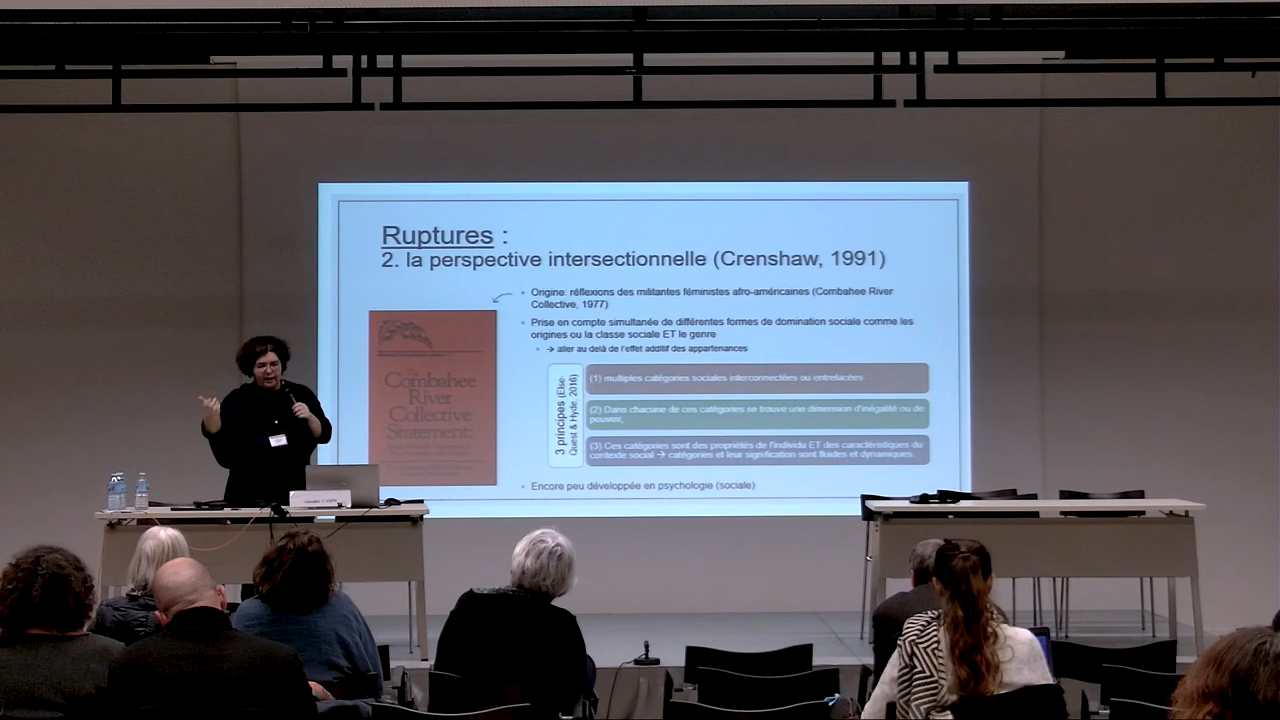 Ruptures :
2. la perspective intersectionnelle (Crenshaw, 1991)
Origine: réflexions des militantes féministes afro-américaines (Combahee River
Collective, 1977)
Prise en compte simultanée de différentes formes de domination sociale comme les
origines ou la classe sociale ET le genre
→ aller au delà de l'effet additif des appartenances
The
Combahee
River
Collective
Statement:
3 principes (Else-
Quest & Hyde, 2016)
(1) multiples catégories sociales interconnectées ou entrelacées
(2) Dans chacune de ces catégories se trouve une dimension d'inégalité ou de
pouvoir,
(3) Ces catégories sont des propriétés de l'individu ET des caractéristiques du
contexte social → catégories et leur signification sont fluides et dynamiques.
Encore peu développée en psychologie (sociale)